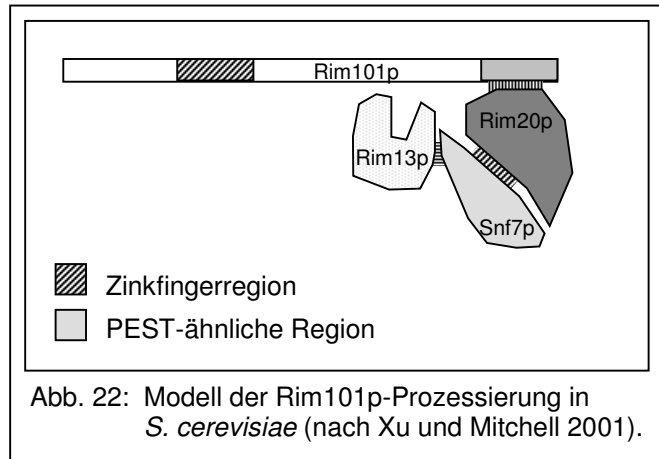 Rim101p
Rim20p
Rim13p
Snf7p
Zinkfingerregion
PEST-ähnliche Region
Abb. 22: Modell der Rim101p-Prozessierung in
S. cerevisiae (nach Xu und Mitchell 2001).